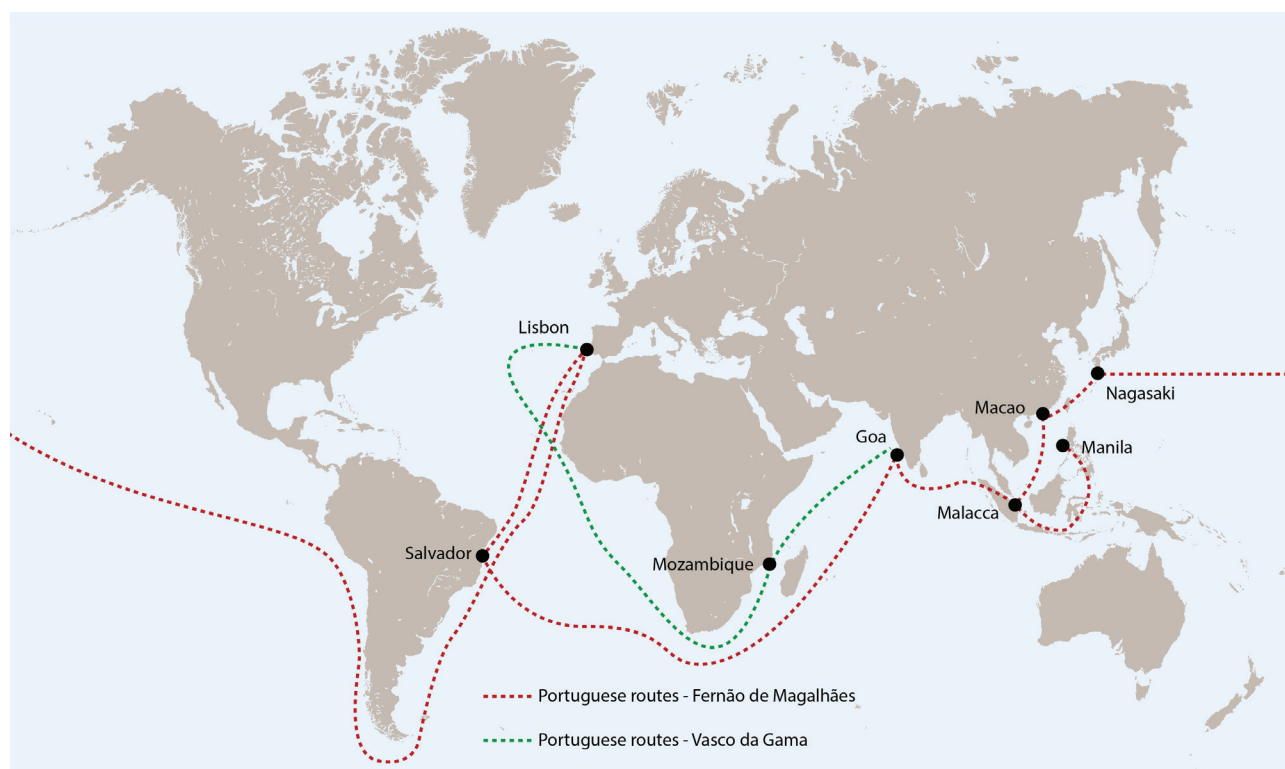 Lisbon
Nagasaki
Macao
Goa
Manila
Malacca
Salvador
Mozambique
Portuguese routes - Fernão de Magalhães
Portuguese routes - Vasco da Gama